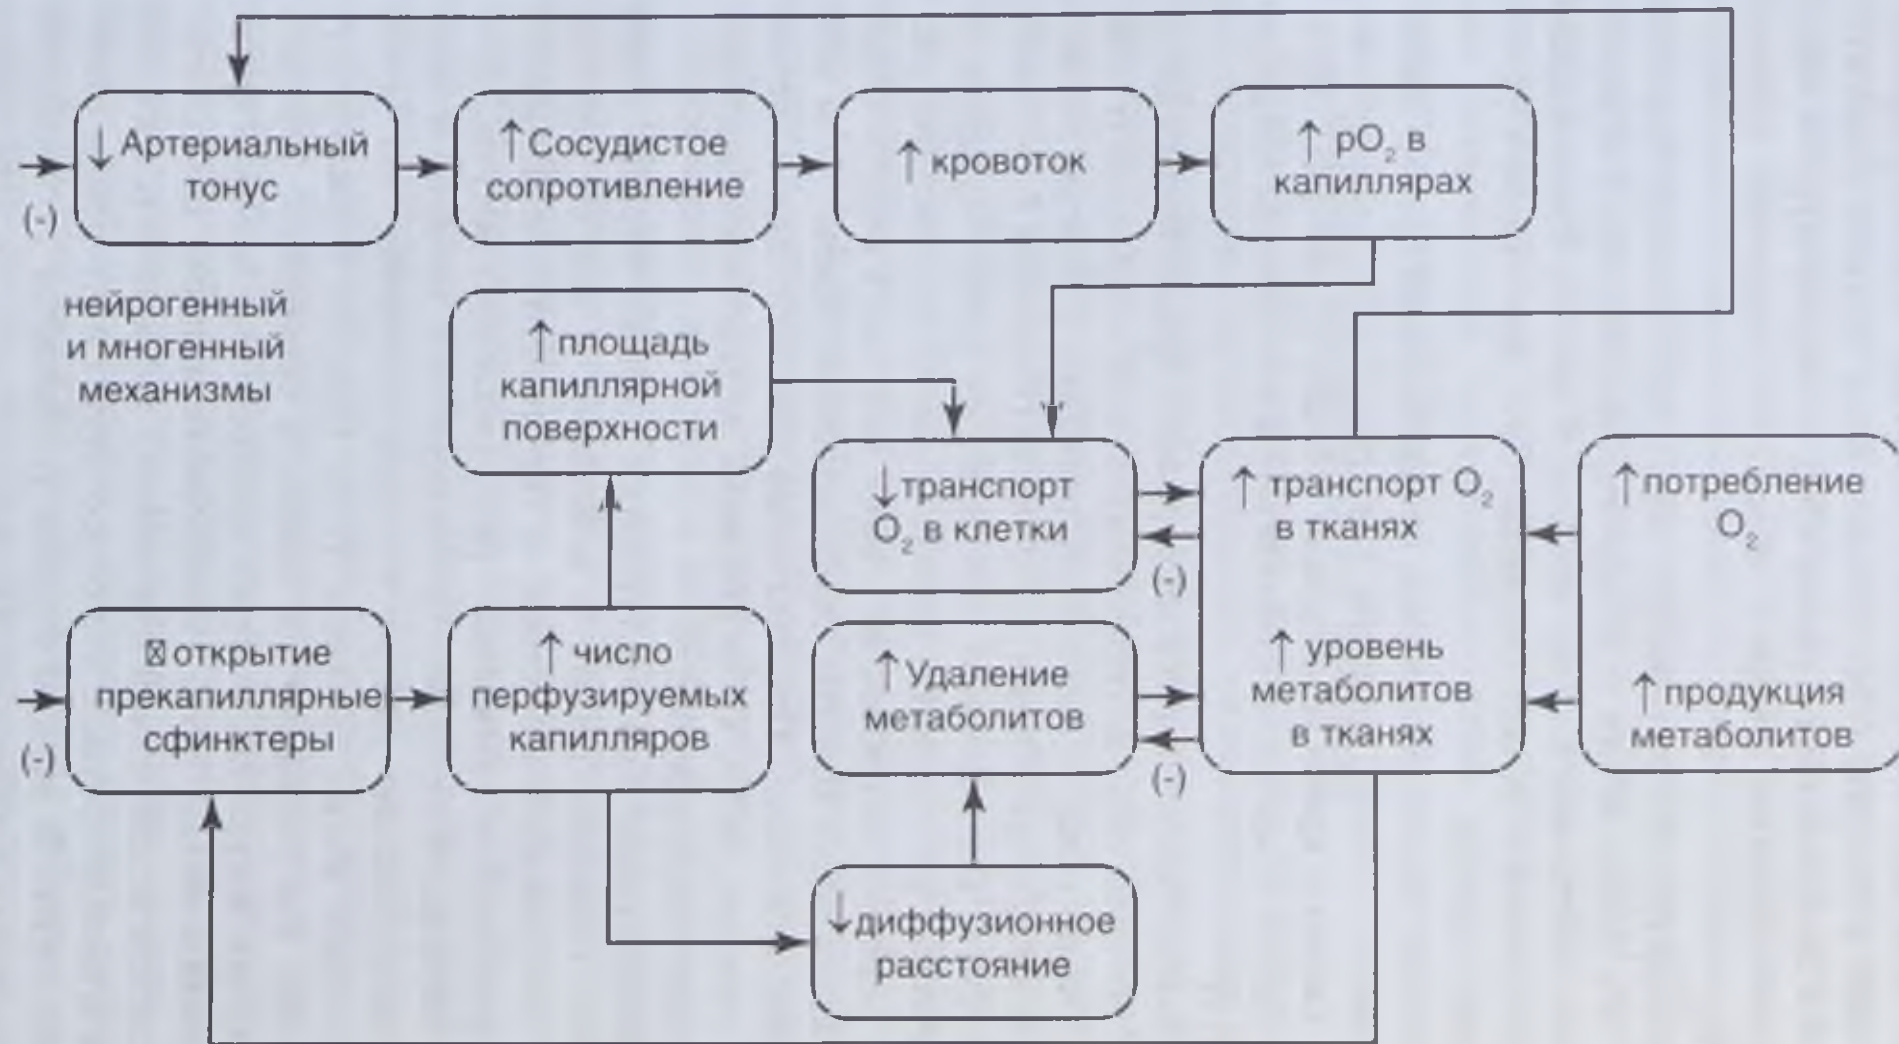 ↓ Артериальный
тонус
↑ Сосудистое
сопротивление
↑ кровоток
↑ pO₂ в
капиллярах
(-)
нейрогенный
и многенный
механизмы
↑ площадь
капиллярной
поверхности
↓ транспорт
O₂ в клетки
↑ транспорт O₂
в тканях
↑ потребление
O₂
(-)
☒ открытие
прекапиллярные
сфинктеры
↑ число
перфузируемых
капилляров
↑ Удаление
метаболитов
↑ уровень
метаболитов
в тканях
↑ продукция
метаболитов
(-)
(-)
↓ диффузионное
расстояние